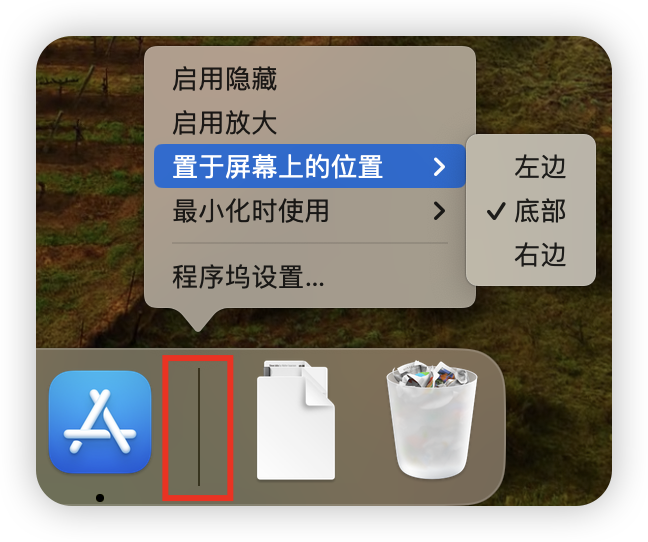 启用隐藏
启用放大
置于屏幕上的位置
左边
最小化时使用
底部
右边
程序坞设置...